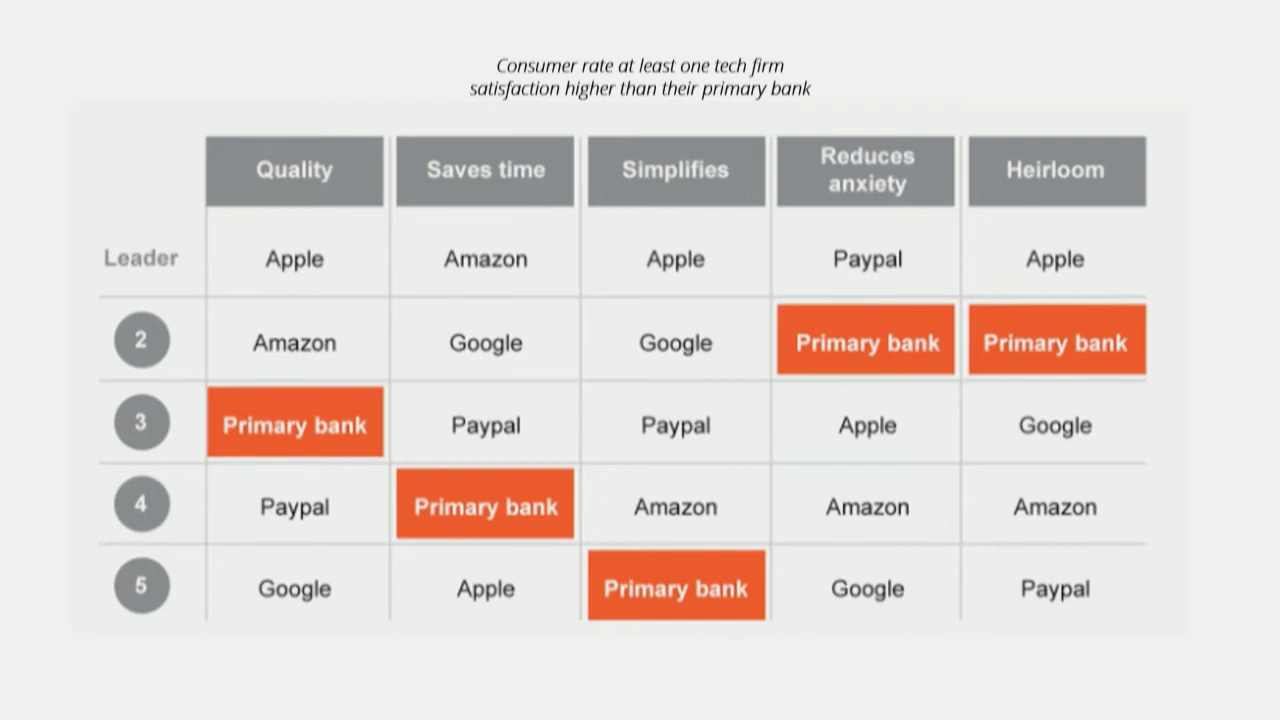 Consumer rate at least one tech firm
satisfaction higher than their primary bank
Quality Saves time Simplifies Reduces anxiety Heirloom
Leader Apple Amazon Apple Paypal Apple
2 Amazon Google Google Primary bank Primary bank
3 Primary bank Paypal Paypal Apple Google
4 Paypal Primary bank Amazon Amazon Amazon
5 Google Apple Primary bank Google Paypal